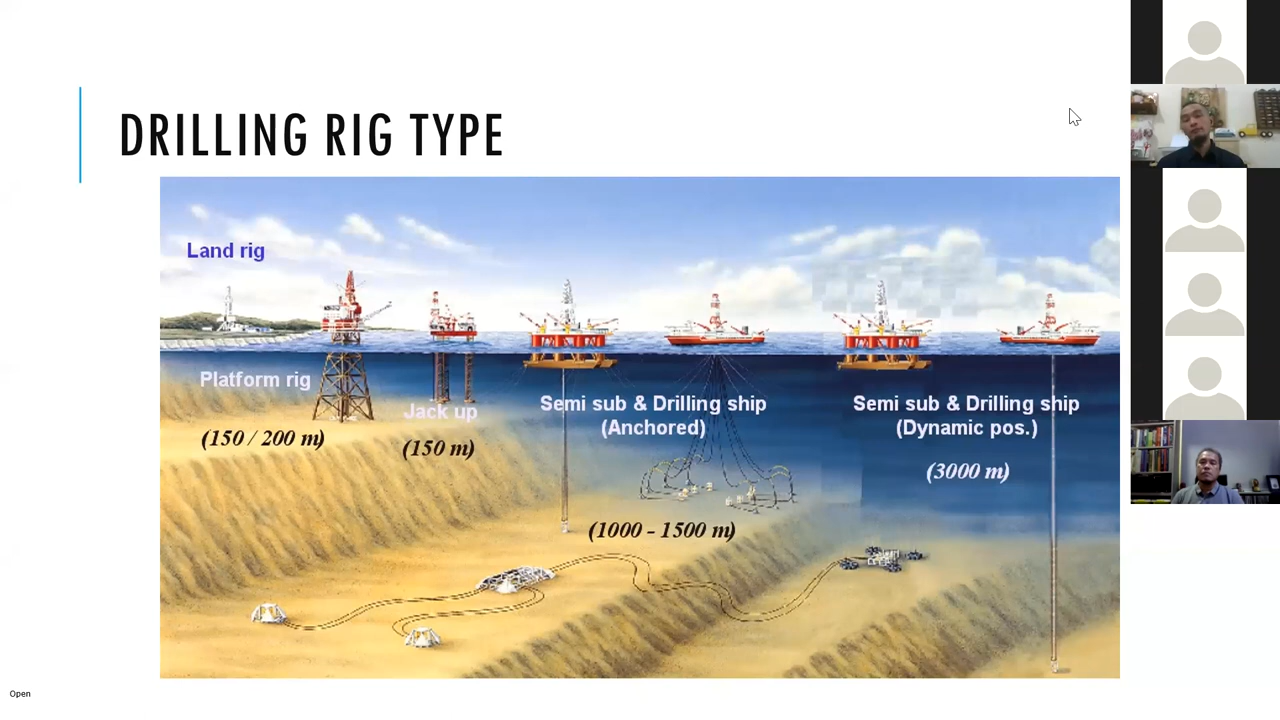 DRILLING RIG TYPE
Land rig
Platform rig
(150 / 200 m)
Jack up
(150 m)
Semi sub & Drilling ship
(Anchored)
(1000 - 1500 m)
Semi sub & Drilling ship
(Dynamic pos.)
(3000 m)
Open